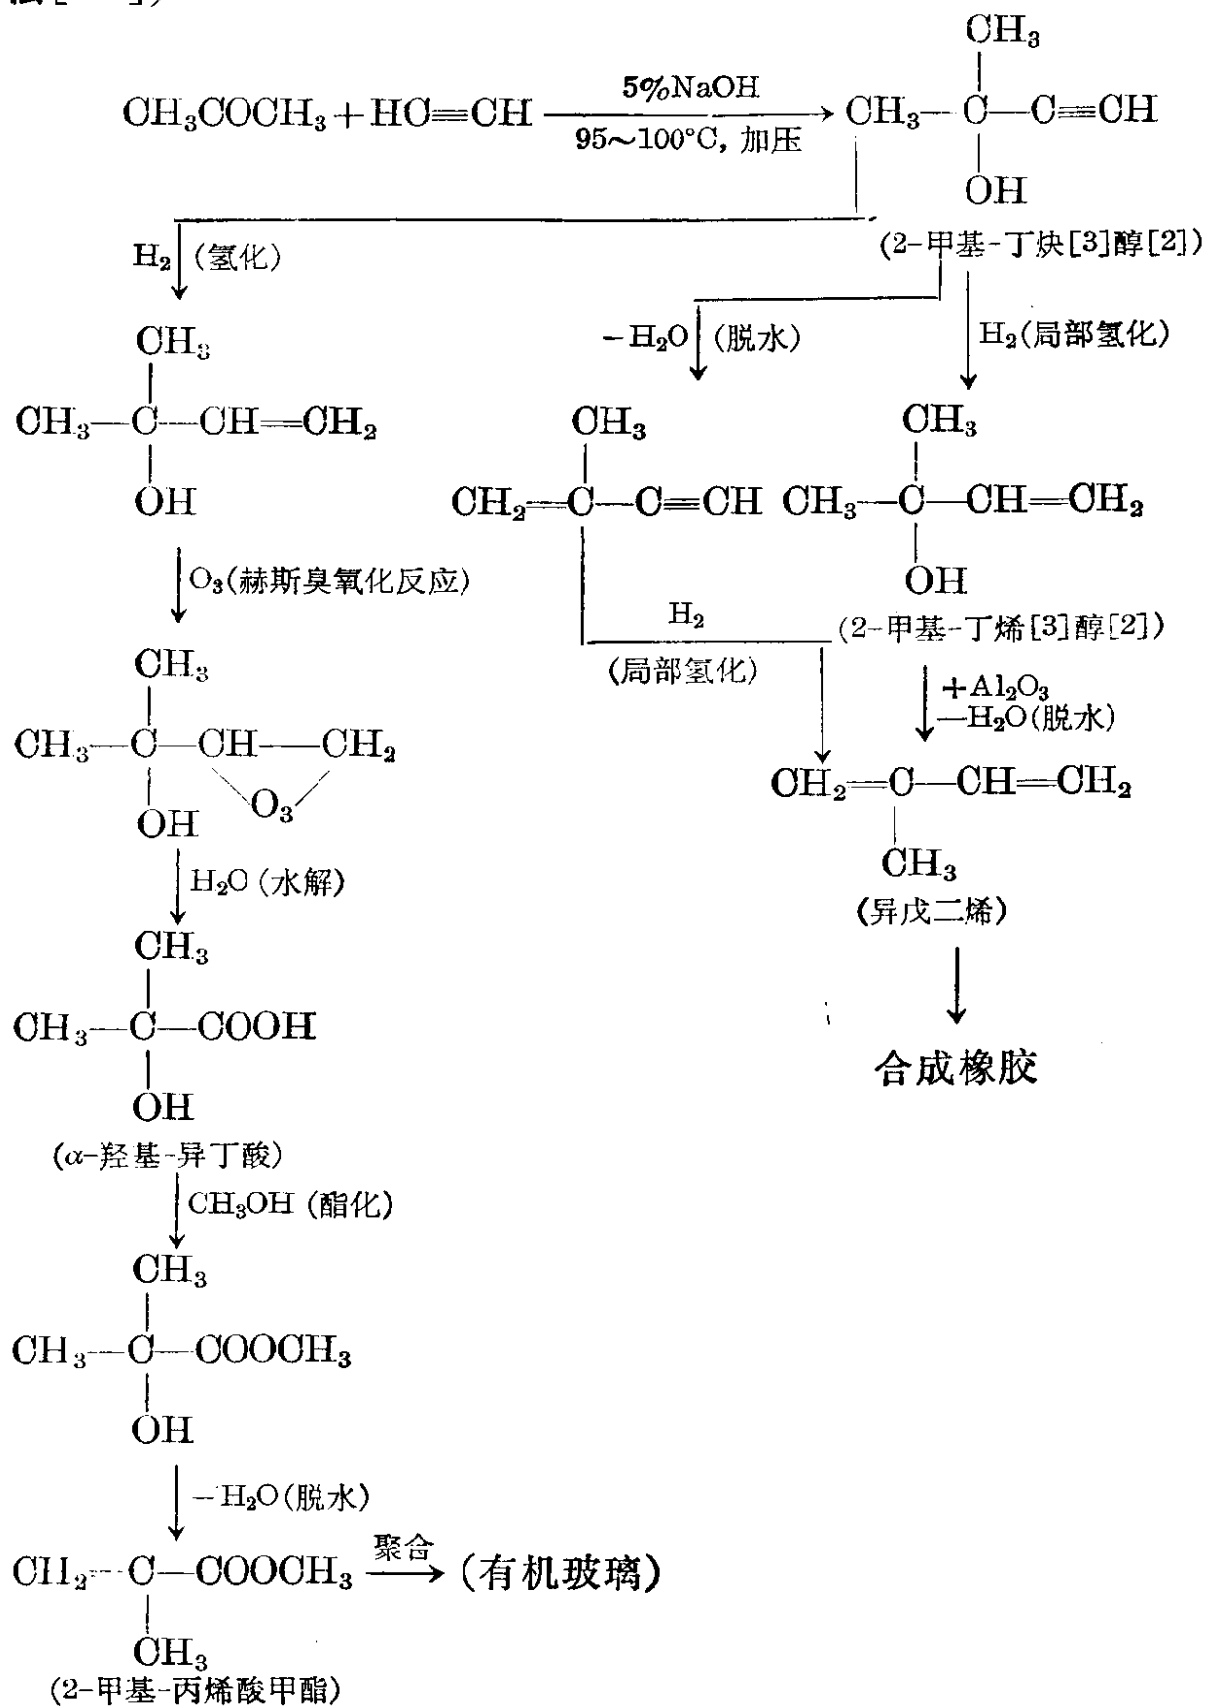 CH₃
CH₃COCH₃+HC≡CH 5%NaOH 95~100°C, 加压 CH₃—C—C≡CH
OH
(2-甲基-丁炔[3]醇[2])
H₂ (氢化)
—H₂O (脱水)
H₂(局部氢化)
CH₃
CH₃—C—CH=CH₂
OH
CH₃
CH₂=C—C≡CH
CH₃
CH₃—C—CH=CH₂
OH
(2-甲基-丁烯[3]醇[2])
O₃(赫斯臭氧化反应)
H₂
(局部氢化)
+Al₂O₃
—H₂O(脱水)
CH₃
CH₃—C—CH—CH₂
O₃
OH
CH₂=C—CH=CH₂
CH₃
(异戊二烯)
合成橡胶
H₂O (水解)
CH₃
CH₃—C—COOH
OH
(α-羟基-异丁酸)
CH₃OH (酯化)
CH₃
CH₃—C—COOCH₃
OH
—H₂O(脱水)
CH₂=C—COOCH₃ 聚合 (有机玻璃)
CH₃
(2-甲基-丙烯酸甲酯)